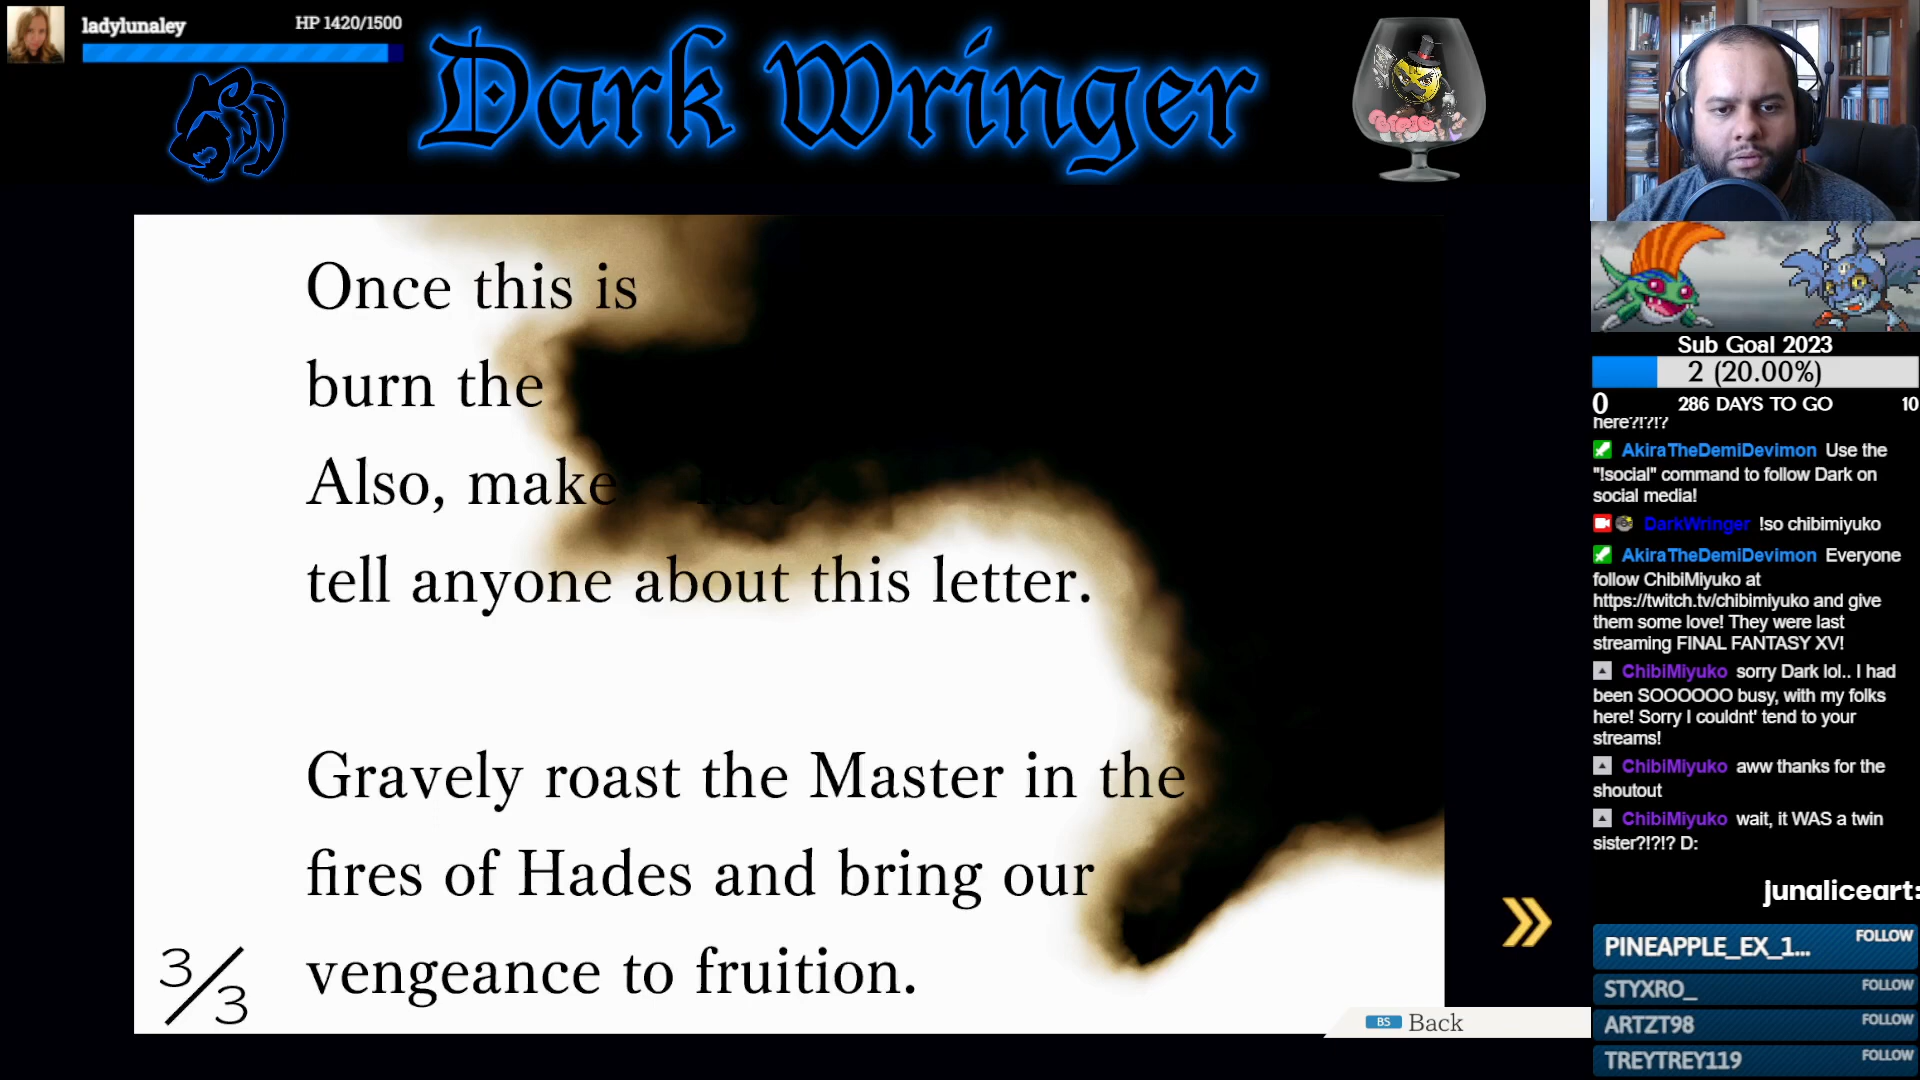 ladylunaley
HP 1420/1500
Dark Wringer
Once this is
burn the
Also, make not
tell anyone about this letter.
Gravely roast the Master in the
fires of Hades and bring our
vengeance to fruition.
3/3
BS Back
Sub Goal 2023
2 (20.00%)
0 286 DAYS TO GO 10
here?!?!?
AkiraTheDemiDevimon Use the
"!social" command to follow Dark on
social media!
DarkWringer !so chibimiyuko
AkiraTheDemiDevimon Everyone
follow ChibiMiyuko at
https://twitch.tv/chibimiyuko and give
them some love! They were last
streaming FINAL FANTASY XV!
ChibiMiyuko sorry Dark lol.. I had
been SOOOOOO busy, with my folks
here! Sorry I couldnt' tend to your
streams!
ChibiMiyuko aww thanks for the
shoutout
ChibiMiyuko wait, it WAS a twin
sister?!?!? D:
junaliceart:
PINEAPPLE_EX_1... FOLLOW
STYXRO_ FOLLOW
ARTZT98 FOLLOW
TREYTREY119 FOLLOW